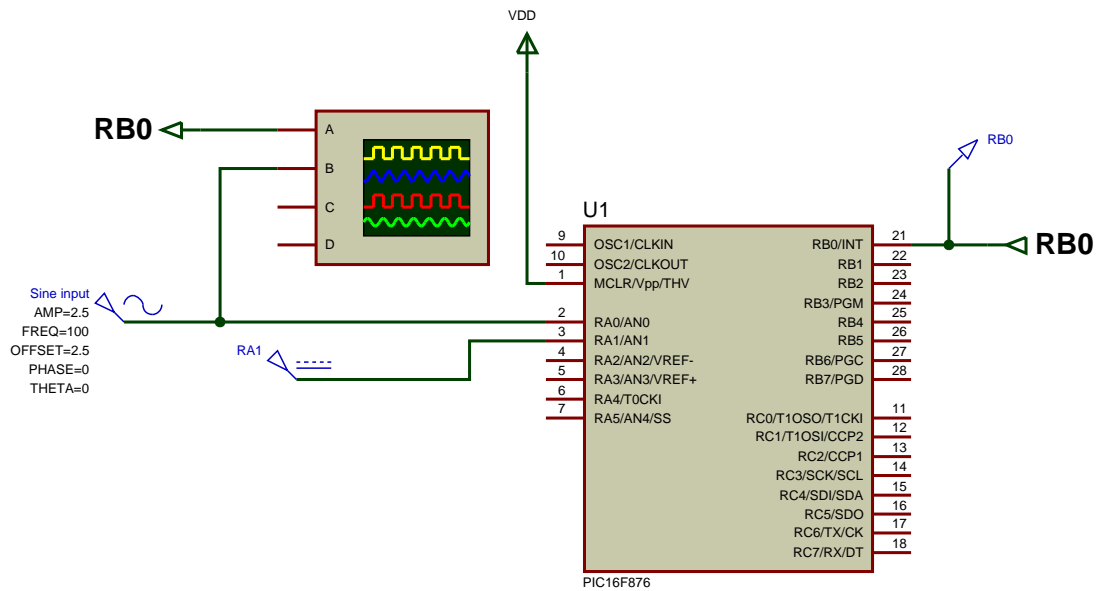 VDD
RB0
A
B
C
D
Sine input
AMP=2.5
FREQ=100
OFFSET=2.5
PHASE=0
THETA=0
RA1
RB0
RB0
U1
9 OSC1/CLKIN
10 OSC2/CLKOUT
1 MCLR/Vpp/THV
2 RA0/AN0
3 RA1/AN1
4 RA2/AN2/VREF-
5 RA3/AN3/VREF+
6 RA4/T0CKI
7 RA5/AN4/SS
RB0/INT 21
RB1 22
RB2 23
RB3/PGM 24
RB4 25
RB5 26
RB6/PGC 27
RB7/PGD 28
RC0/T1OSO/T1CKI 11
RC1/T1OSI/CCP2 12
RC2/CCP1 13
RC3/SCK/SCL 14
RC4/SDI/SDA 15
RC5/SDO 16
RC6/TX/CK 17
RC7/RX/DT 18
PIC16F876